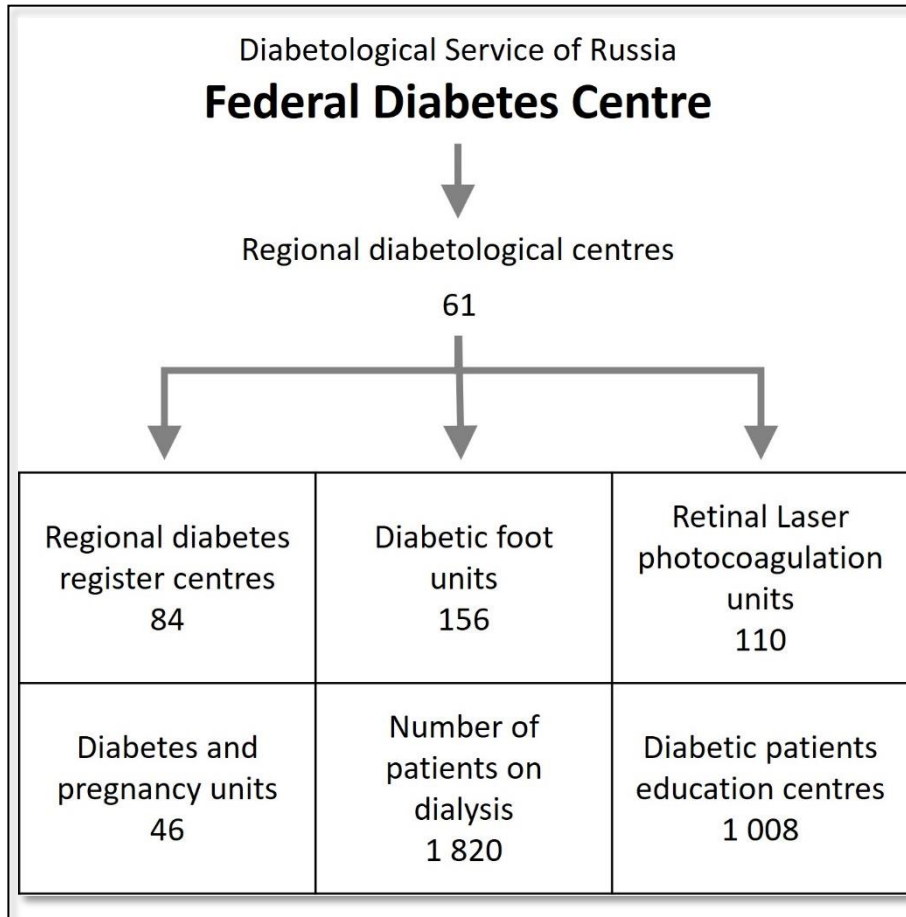 Diabetological Service of Russia
Federal Diabetes Centre
Regional diabetological centres
61
Regional diabetes
register centres
84
Diabetic foot
units
156
Retinal Laser
photocoagulation
units
110
Diabetes and
pregnancy units
46
Number of
patients on
dialysis
1 820
Diabetic patients
education centres
1 008